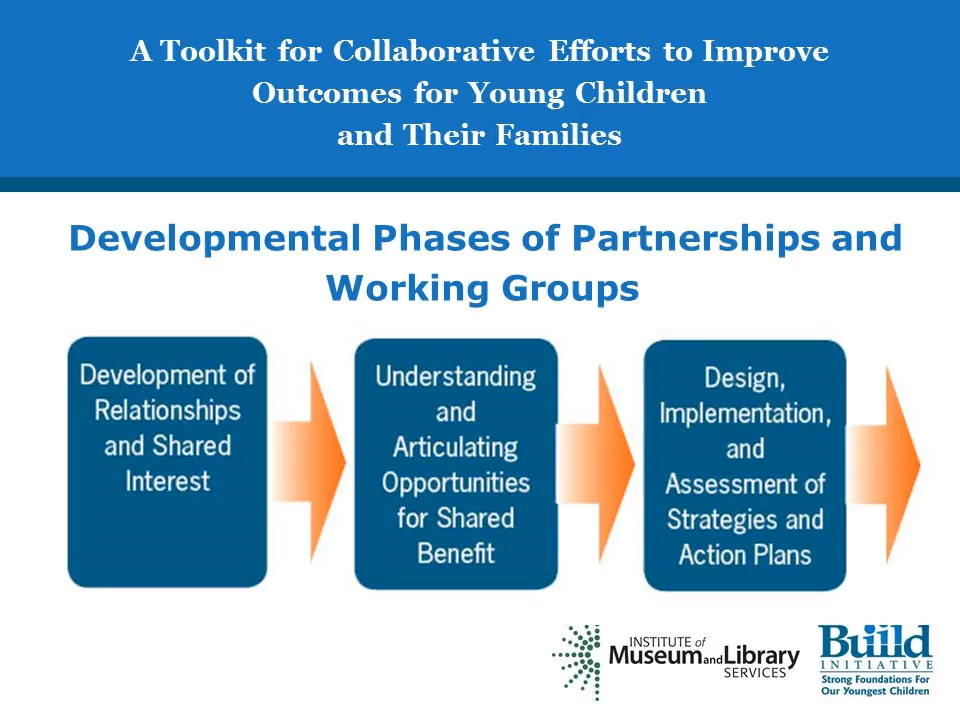 A Toolkit for Collaborative Efforts to Improve
Outcomes for Young Children
and Their Families
Developmental Phases of Partnerships and
Working Groups
Development of
Relationships
and Shared
Interest
Understanding
and
Articulating
Opportunities
for Shared
Benefit
Design,
Implementation,
and
Assessment of
Strategies and
Action Plans
INSTITUTE of
Museum and Library
SERVICES
Build
INITIATIVE
Strong Foundations For
Our Youngest Children